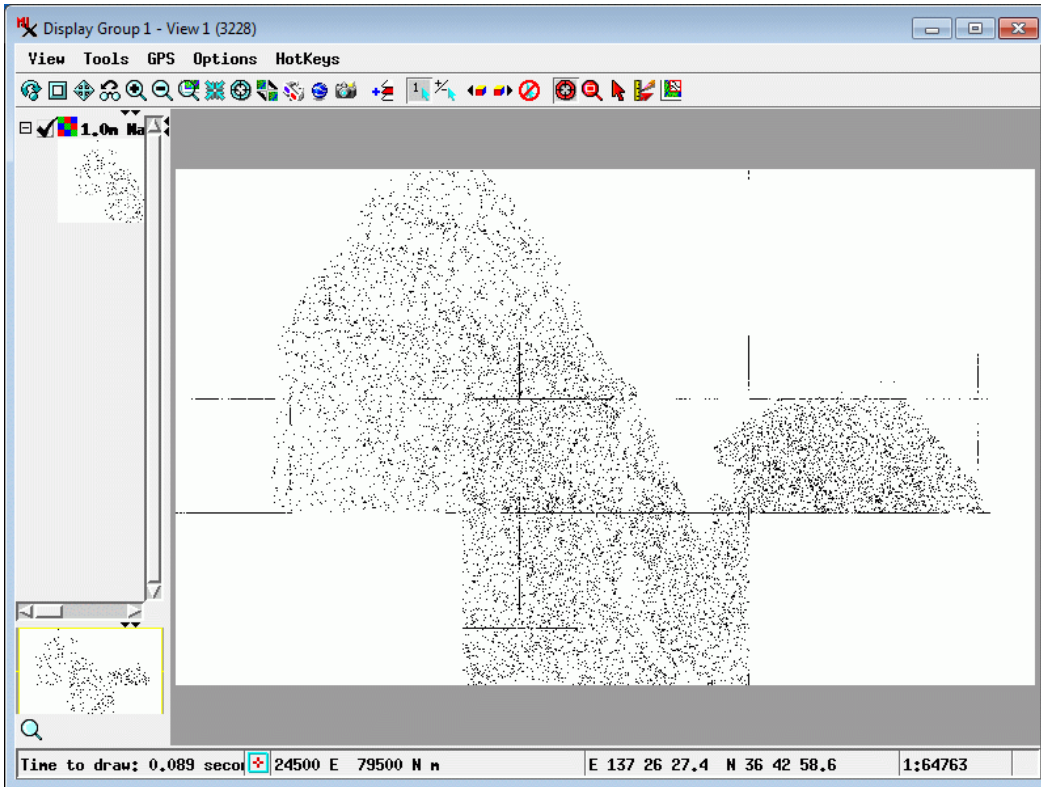 Display Group 1 - View 1 (3228)
View Tools GPS Options HotKeys
1.0m Ma
Time to draw: 0.089 secon
24500 E 79500 N m
E 137 26 27.4 N 36 42 58.6
1:64763